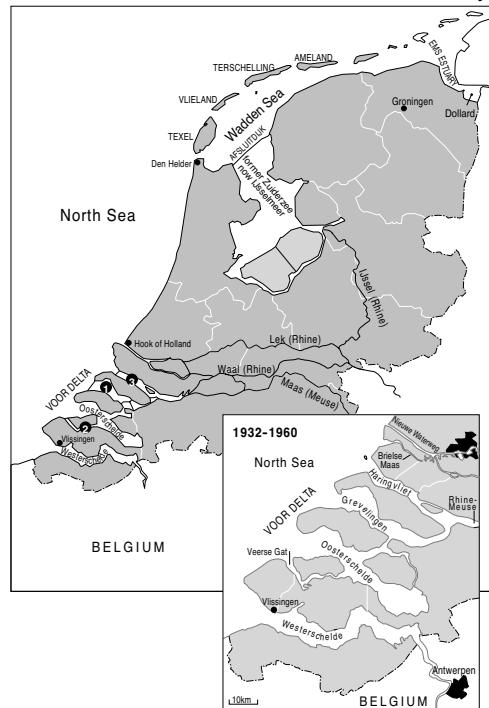 EMS ESTUARY
AMELAND
TERSCHELLING
VLIELAND
Wadden Sea
Groningen
Dollard
TEXEL
AFSLUITDIJK
Den Helder
former Zuiderzee
now IJsselmeer
North Sea
IJssel (Rhine)
Hook of Holland
Lek (Rhine)
Waal (Rhine)
Maas (Meuse)
VOOR DELTA
1
3
2
Oosterschelde
Vlissingen
Westerschelde
BELGIUM
1932-1960
Nieuwe Waterweg
North Sea
Brielse
Maas
Haringvliet
Rhine-
Meuse
Grevelingen
VOOR DELTA
Oosterschelde
Veerse Gat
Vlissingen
Westerschelde
Antwerpen
10km
BELGIUM